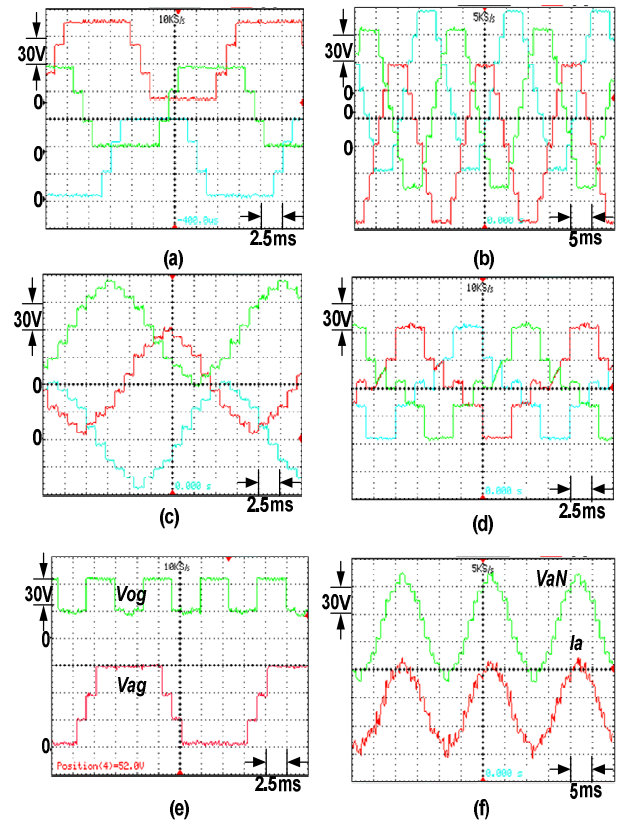 10KS/s
30V
0
0
0
-400.0us
2.5ms
(a)
5KS/s
30V
0
0
0
0.000 s
5ms
(b)
30V
0
0
0.000 s
2.5ms
(c)
10KS/s
30V
0
0.000 s
2.5ms
(d)
10KS/s
30V
Vog
0
Vag
0
Position(4)=52.0V
2.5ms
(e)
5KS/s
VaN
30V
Ia
0
0.000 s
5ms
(f)